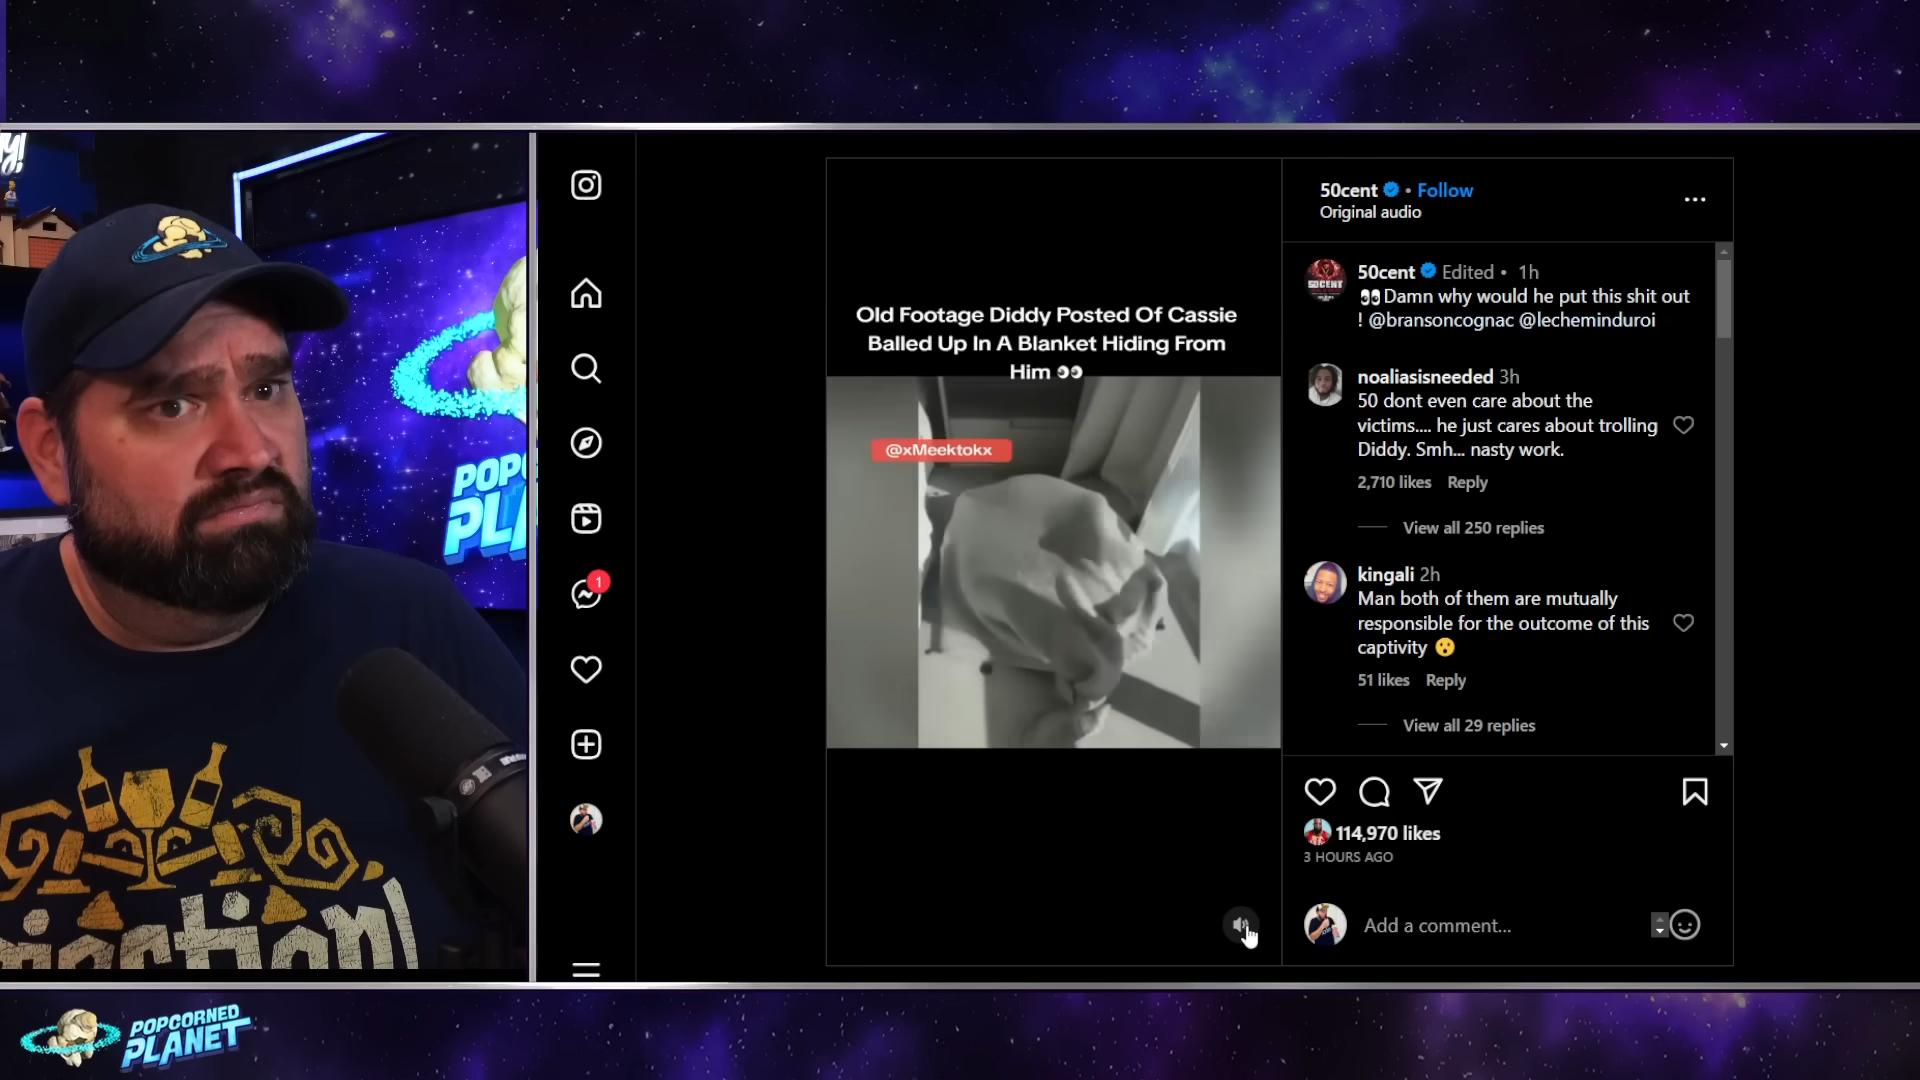 50cent • Follow
Original audio
50cent Edited • 1h
👀Damn why would he put this shit out
! @bransoncognac @lecheminduroi
Old Footage Diddy Posted Of Cassie
Balled Up In A Blanket Hiding From
Him 👀
@xMeektokx
noaliasisneeded 3h
50 dont even care about the
victims.... he just cares about trolling
Diddy. Smh... nasty work.
2,710 likes Reply
View all 250 replies
kingali 2h
Man both of them are mutually
responsible for the outcome of this
captivity 😮
51 likes Reply
View all 29 replies
1
114,970 likes
3 HOURS AGO
Add a comment...
POPCORNED
PLANET